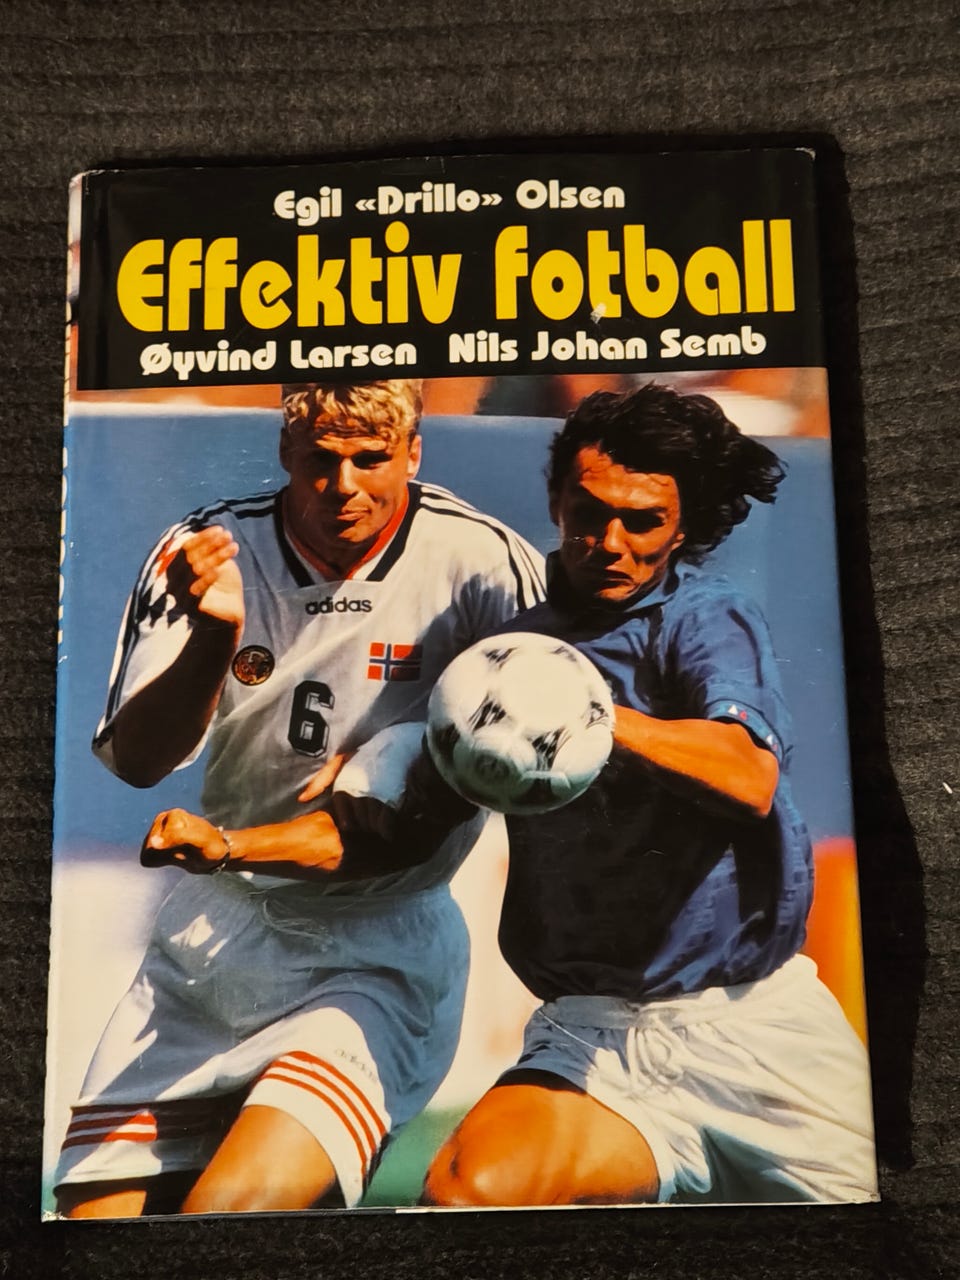 Egil «Drillo» Olsen
Effektiv fotball
Øyvind Larsen Nils Johan Semb
adidas
6